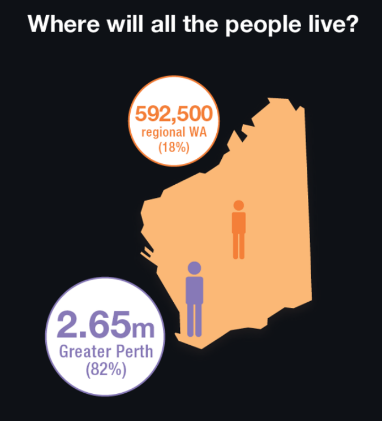 Where will all the people live?
592,500
regional WA
(18%)
2.65m
Greater Perth
(82%)